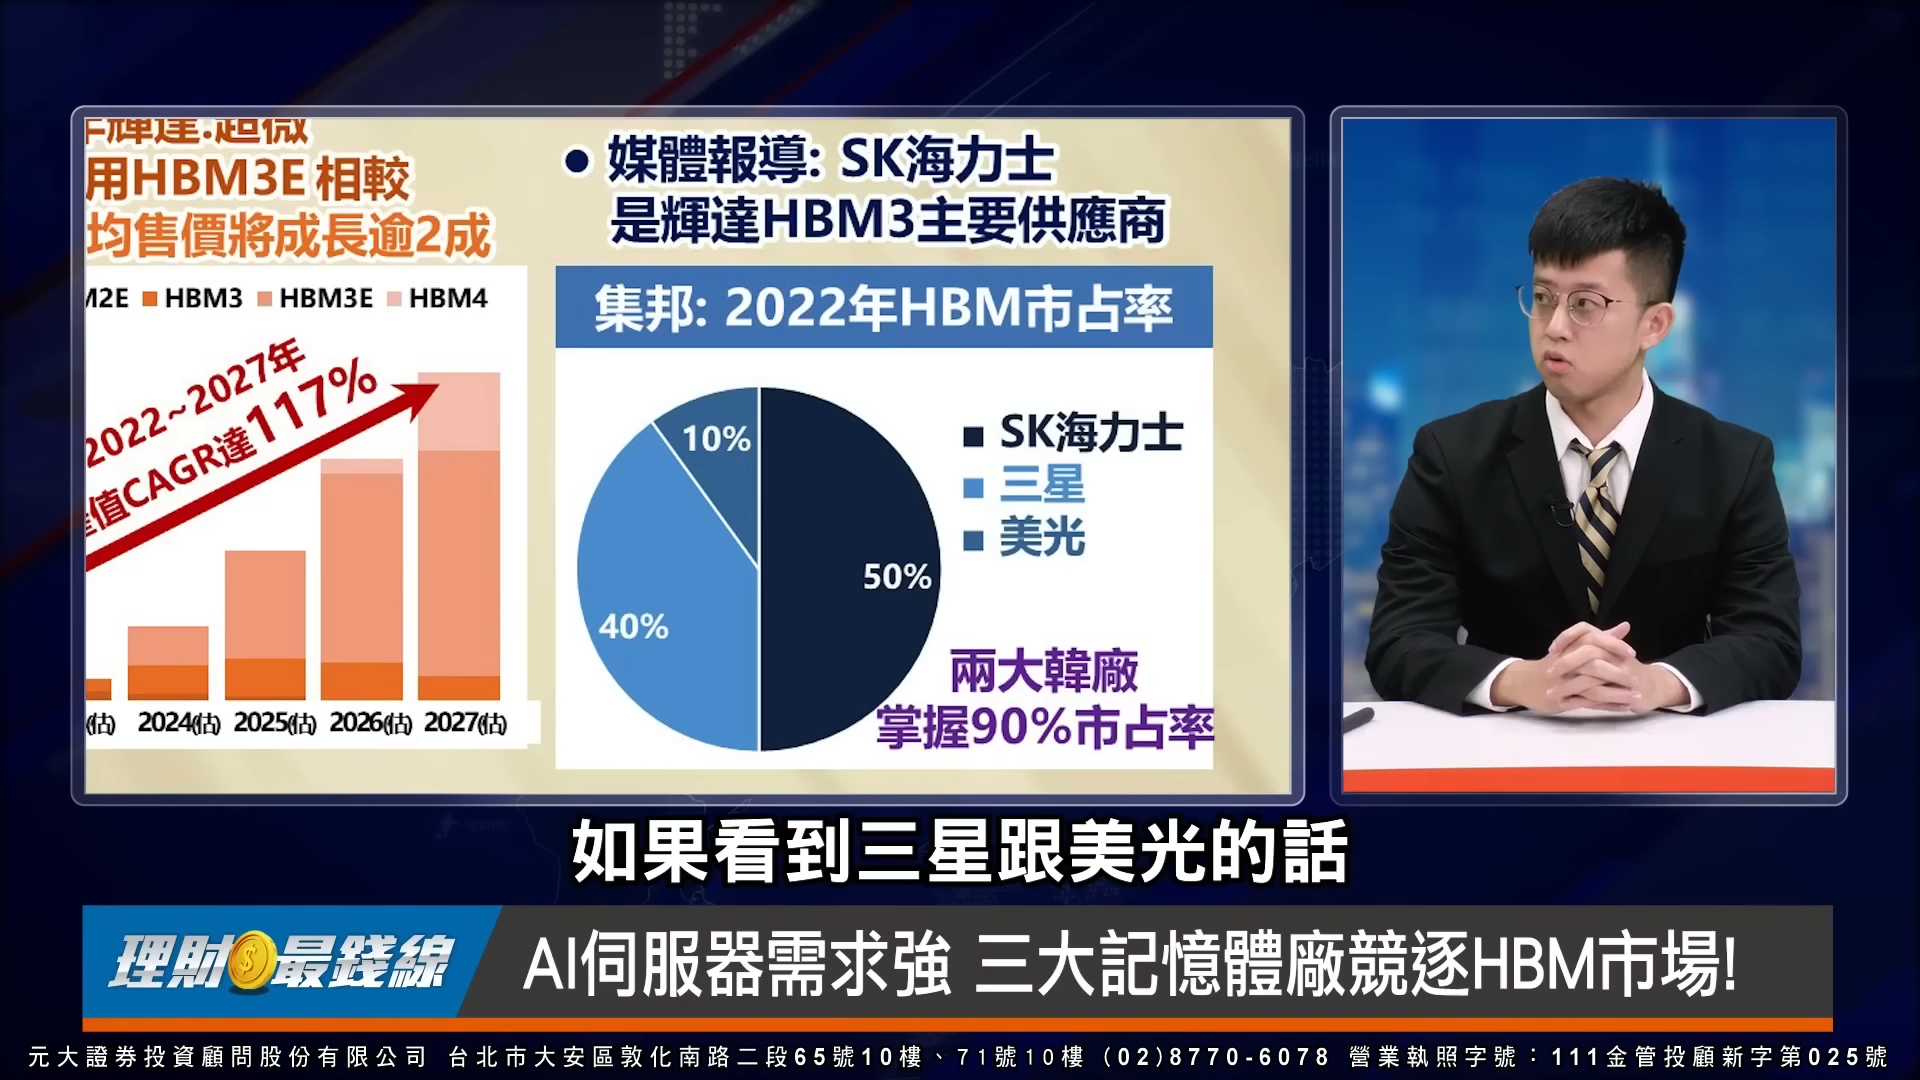 年輝達.超微
用HBM3E 相較
均售價將成長逾2成
M2E HBM3 HBM3E HBM4
2022~2027年
值CAGR達117%
(估) 2024(估) 2025(估) 2026(估) 2027(估)
● 媒體報導: SK海力士
是輝達HBM3主要供應商
集邦: 2022年HBM市占率
10%
50%
40%
SK海力士
三星
美光
兩大韓廠
掌握90%市占率
如果看到三星跟美光的話
理財最錢線
AI伺服器需求強 三大記憶體廠競逐HBM市場!
元大證券投資顧問股份有限公司 台北市大安區敦化南路二段65號10樓、71號10樓 (02)8770-6078 營業執照字號：111金管投顧新字第025號